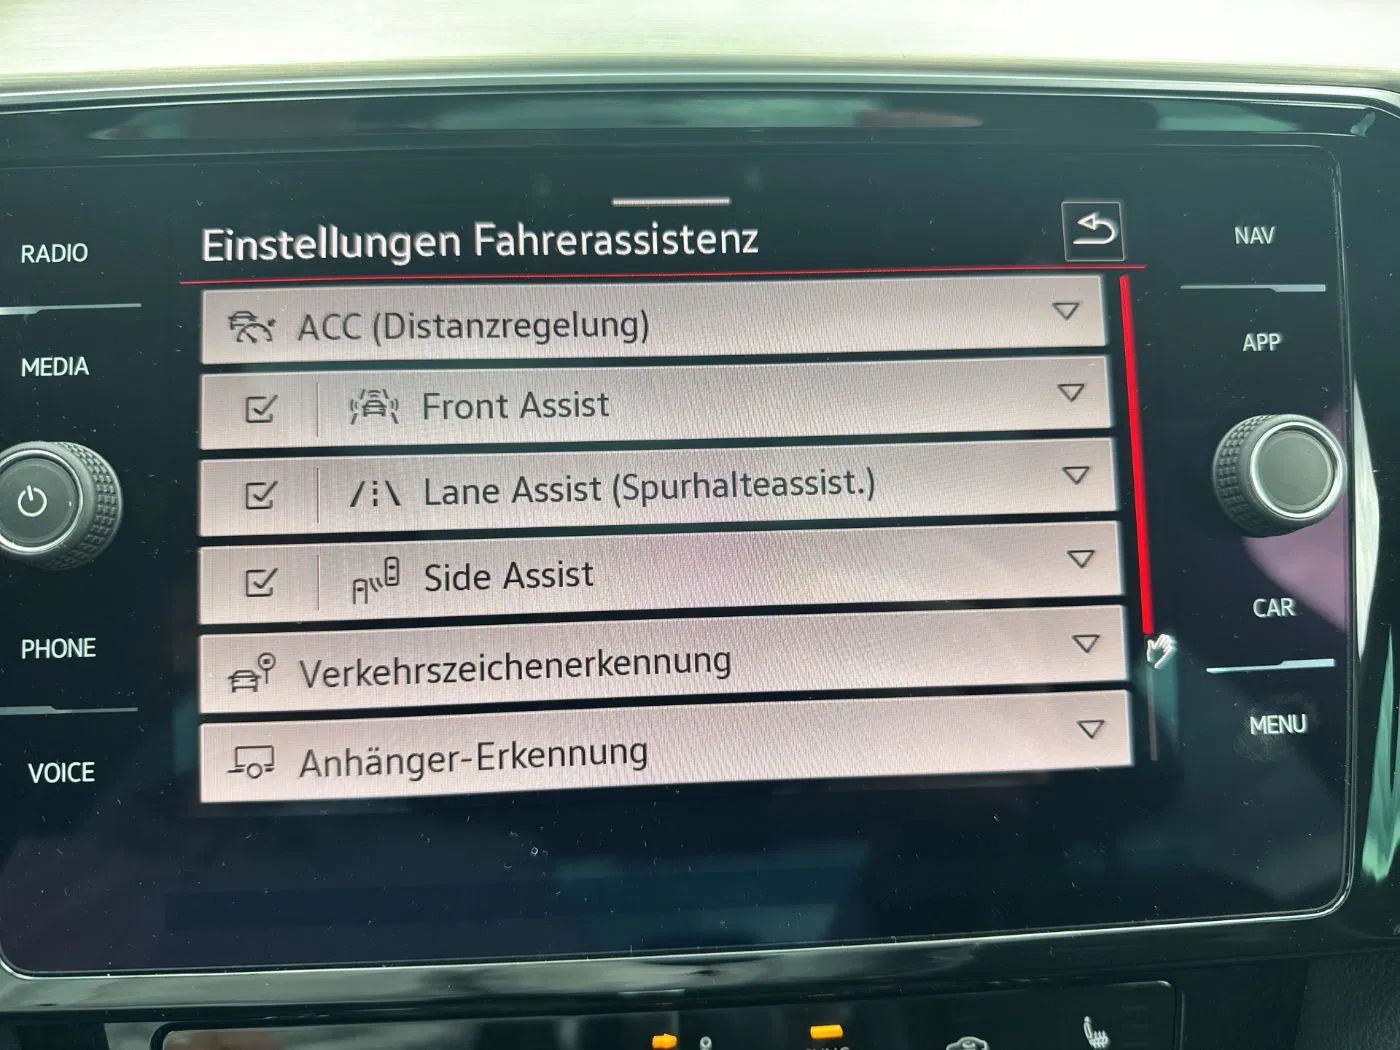 Einstellungen Fahrerassistenz
RADIO
MEDIA
PHONE
VOICE
ACC (Distanzregelung)
Front Assist
Lane Assist (Spurhalteassist.)
Side Assist
Verkehrszeichenerkennung
Anhänger-Erkennung
NAV
APP
CAR
MENU